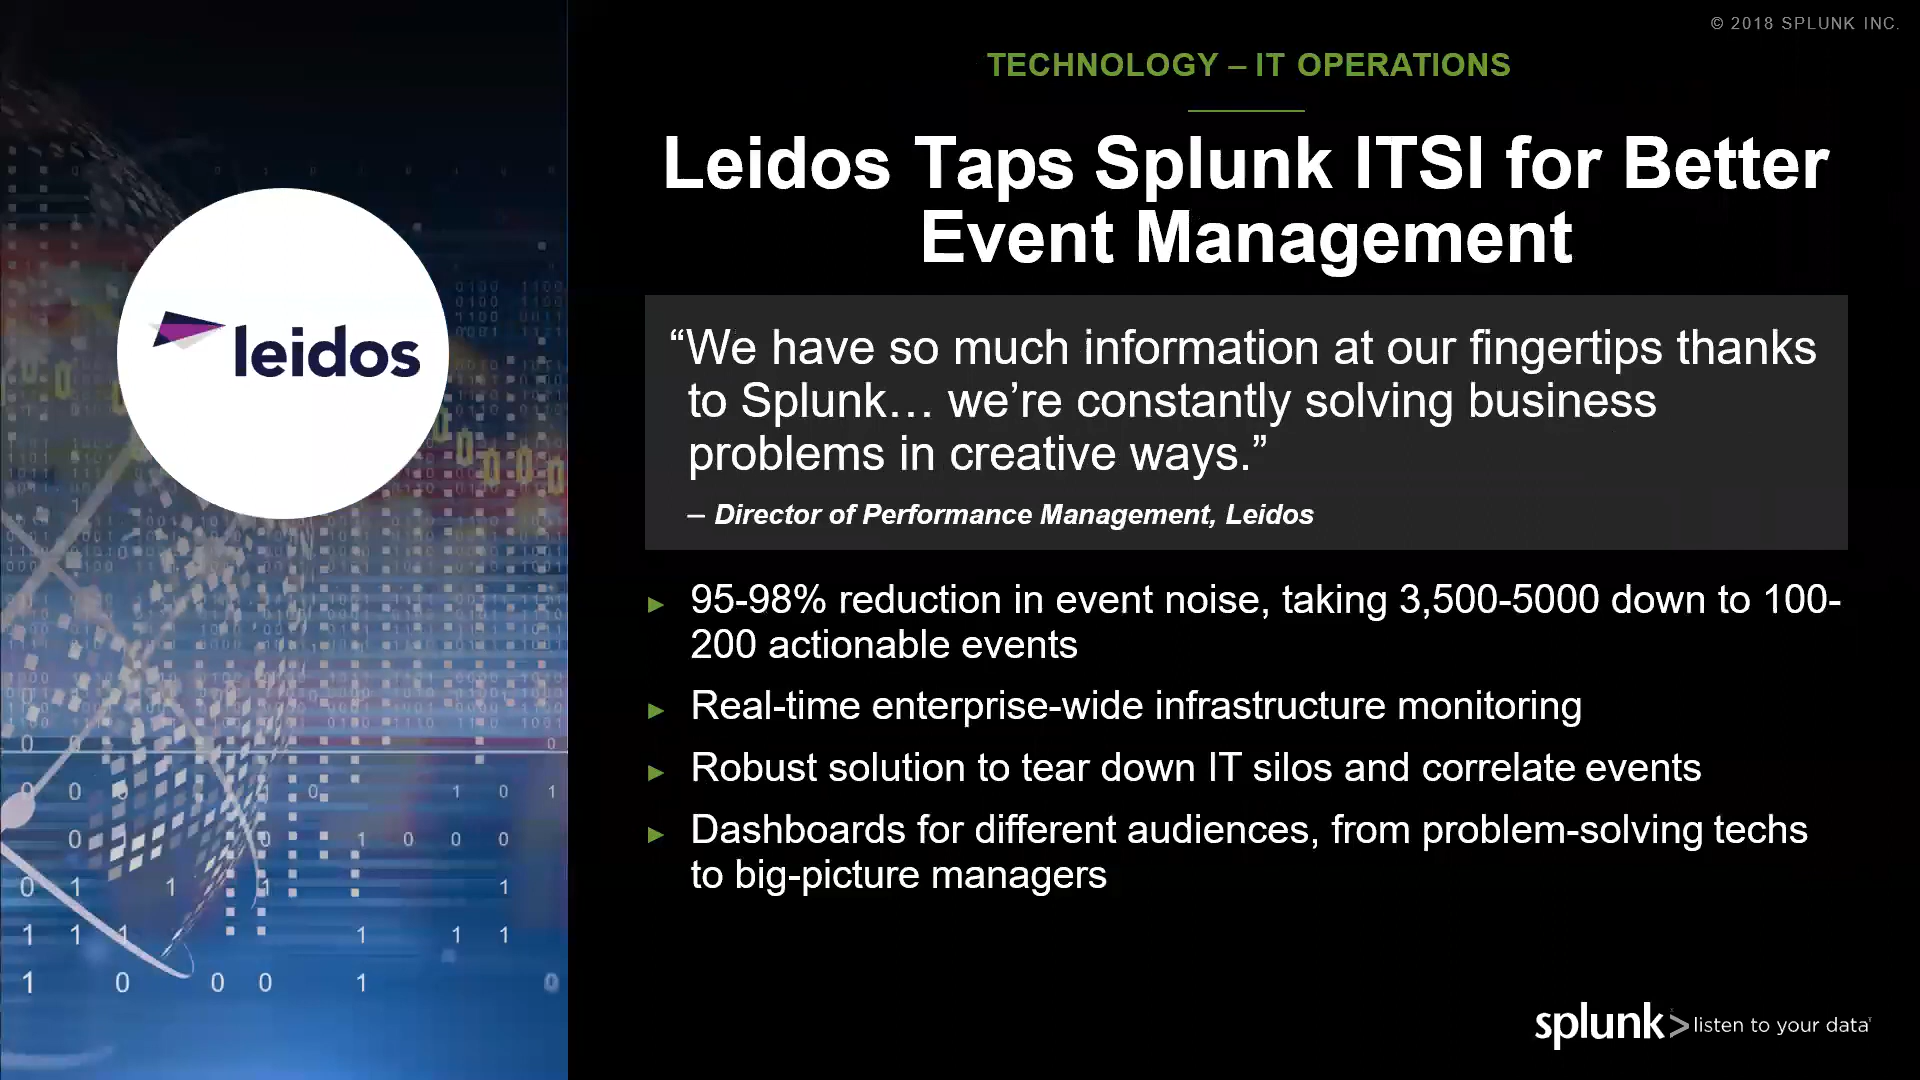 © 2018 SPLUNK INC.
TECHNOLOGY – IT OPERATIONS
Leidos Taps Splunk ITSI for Better
Event Management
leidos
“We have so much information at our fingertips thanks
to Splunk… we’re constantly solving business
problems in creative ways.”
– Director of Performance Management, Leidos
► 95-98% reduction in event noise, taking 3,500-5000 down to 100-
200 actionable events
► Real-time enterprise-wide infrastructure monitoring
► Robust solution to tear down IT silos and correlate events
► Dashboards for different audiences, from problem-solving techs
to big-picture managers
splunk> listen to your data